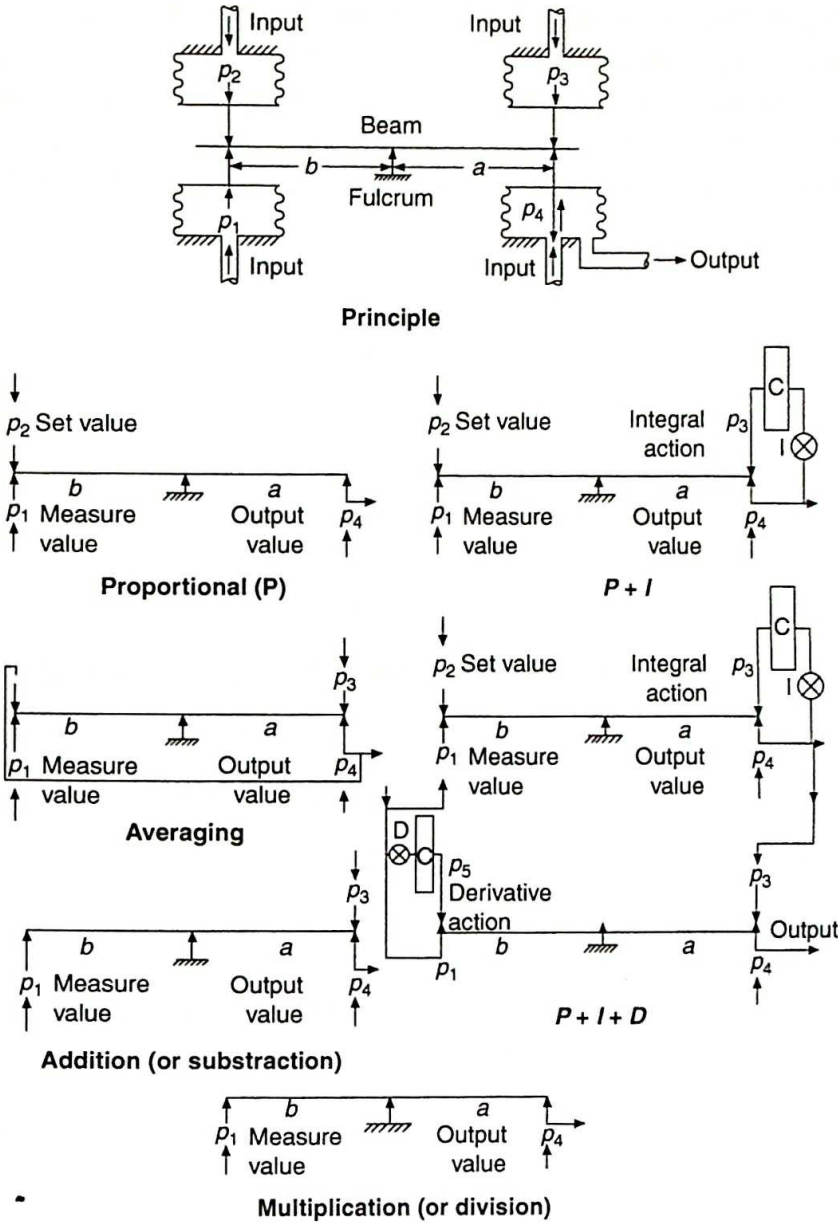 Input Input
p2 p3
Beam
b a
Fulcrum
p1 p4
Input Input Output
Principle
p2 Set value
b a
p1 Measure value Output value p4
Proportional (P)
p2 Set value Integral action p3 C I
b a
p1 Measure value Output value p4
P + I
p3
b a
p1 Measure value Output value p4
Averaging
p2 Set value Integral action p3 C I
b a
p1 Measure value Output value p4
D C p5
Derivative action
p3
b a Output
p1 p4
P + I + D
p3
b a
p1 Measure value Output value p4
Addition (or substraction)
b a
p1 Measure value Output value p4
Multiplication (or division)